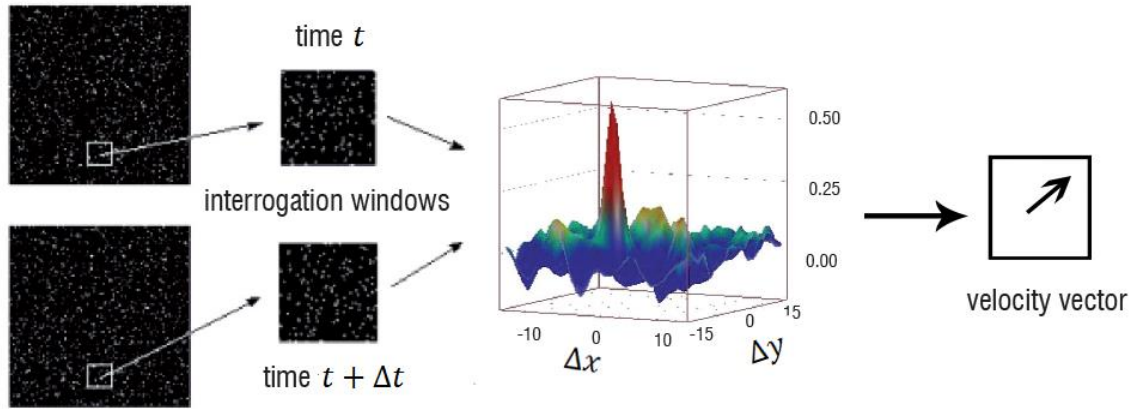 time t
interrogation windows
time t + Δt
0.50
0.25
0.00
-10 0 10
-15 0 15
Δx
Δy
velocity vector